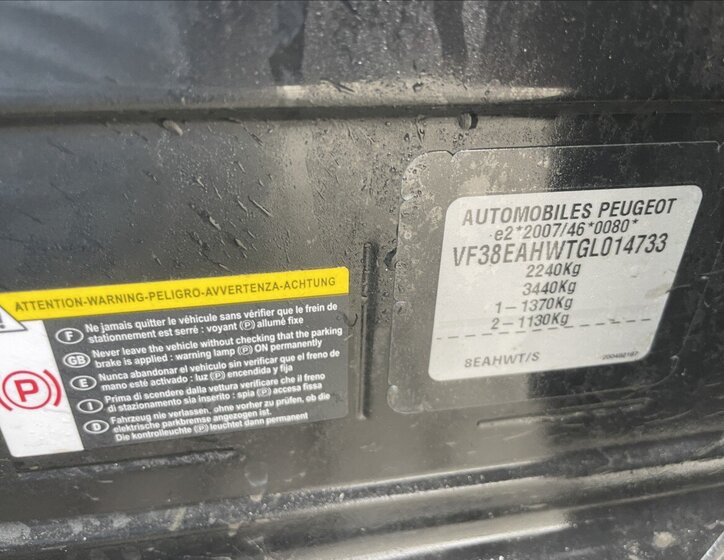 ATTENTION-WARNING-PELIGRO-AVVERTENZA-ACHTUNG
F Ne jamais quitter le véhicule sans vérifier que le frein de
stationnement est serré : voyant (P) allumé fixe
GB Never leave the vehicle without checking that the parking
brake is applied : warning lamp (P) ON permanently
E Nunca abandonar el vehiculo sin verificar que el freno de
mano esté activado : luz (P) encendida y fija
I Prima di scendere dalla vettura verificare che il freno
di stazionamento sia inserito : spia (P) accesa fissa
D Fahrzeug nie verlassen, ohne vorher zu prüfen, ob die
elektrische parkbremse angezogen ist.
Die kontrolleuchte (P) leuchtet dann permanent
(P)
AUTOMOBILES PEUGEOT
e2*2007/46*0080*
VF38EAHWTGL014733
2240Kg
3440Kg
1-1370Kg
2-1130Kg
8EAHWT/S